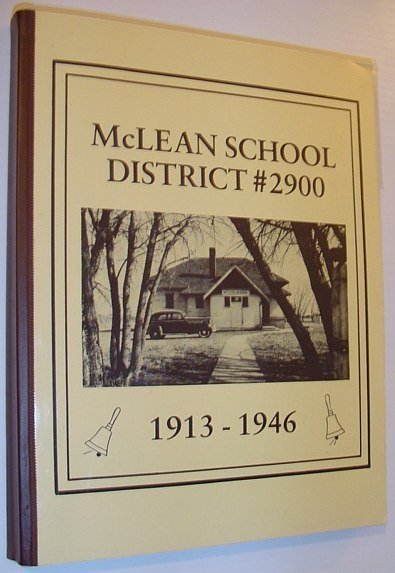 McLEAN SCHOOL
DISTRICT #2900
1913 - 1946